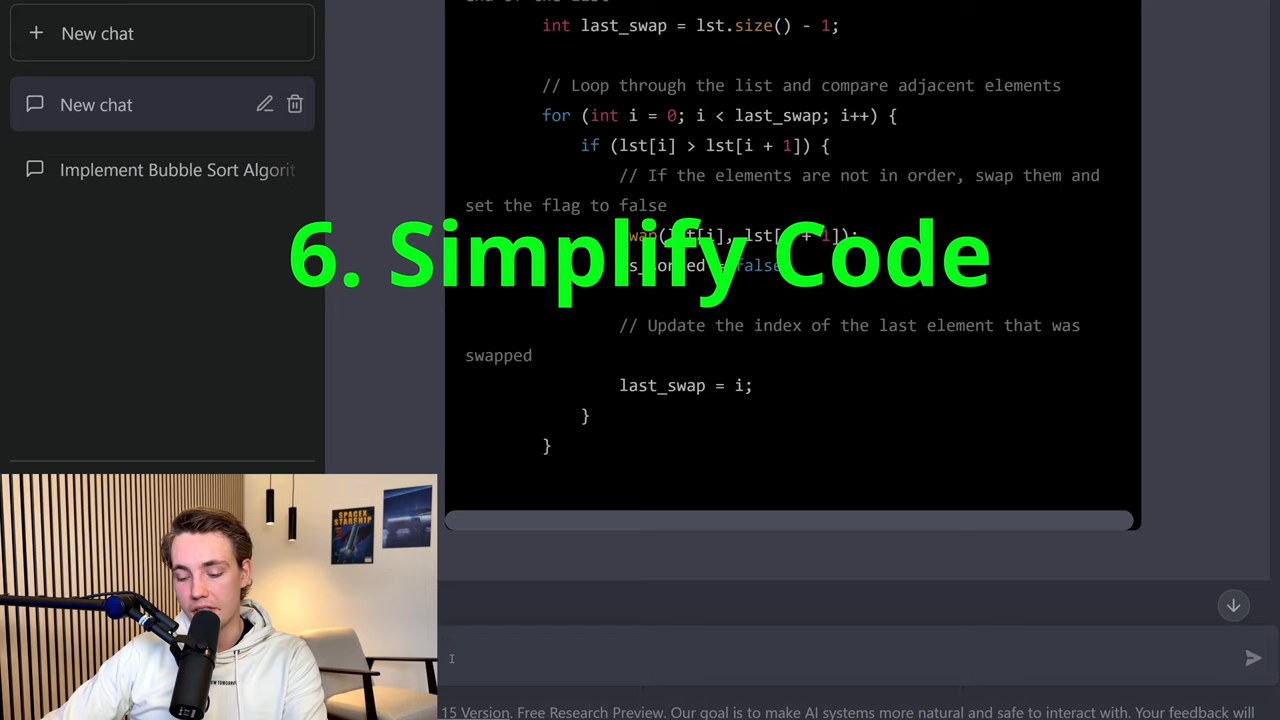 New chat
New chat
Implement Bubble Sort Algorit
int last_swap = lst.size() - 1;
// Loop through the list and compare adjacent elements
for (int i = 0; i < last_swap; i++) {
if (lst[i] > lst[i + 1]) {
// If the elements are not in order, swap them and
set the flag to false
6. Simplify Code
// Update the index of the last element that was
swapped
last_swap = i;
}
}
SPACEX
STARSHIP
15 Version. Free Research Preview. Our goal is to make AI systems more natural and safe to interact with. Your feedback will